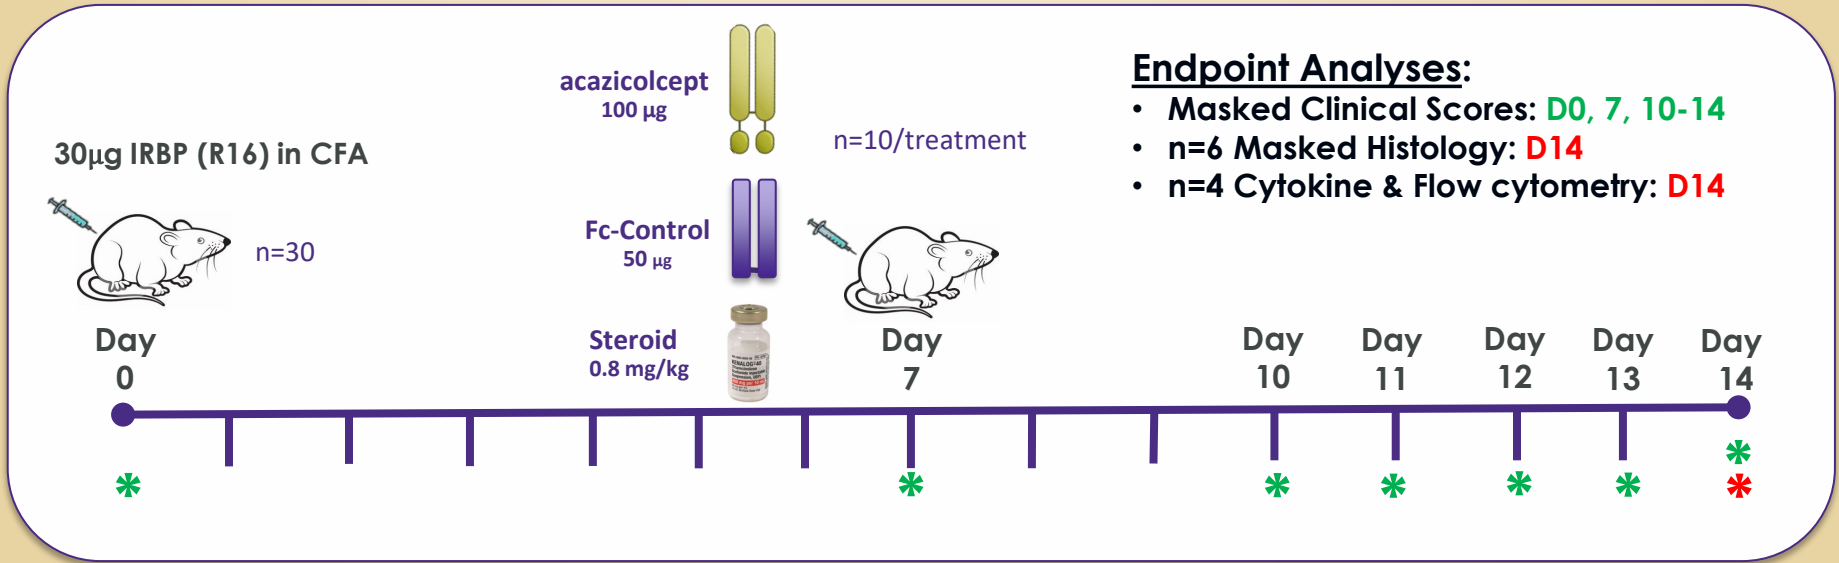 acazicolcept
100 µg
n=10/treatment
Endpoint Analyses:
• Masked Clinical Scores: D0, 7, 10-14
• n=6 Masked Histology: D14
• n=4 Cytokine & Flow cytometry: D14
30µg IRBP (R16) in CFA
n=30
Fc-Control
50 µg
Steroid
0.8 mg/kg
KENALOG®-40
Day
0
Day
7
Day
10
Day
11
Day
12
Day
13
Day
14
* * * * * * *
*